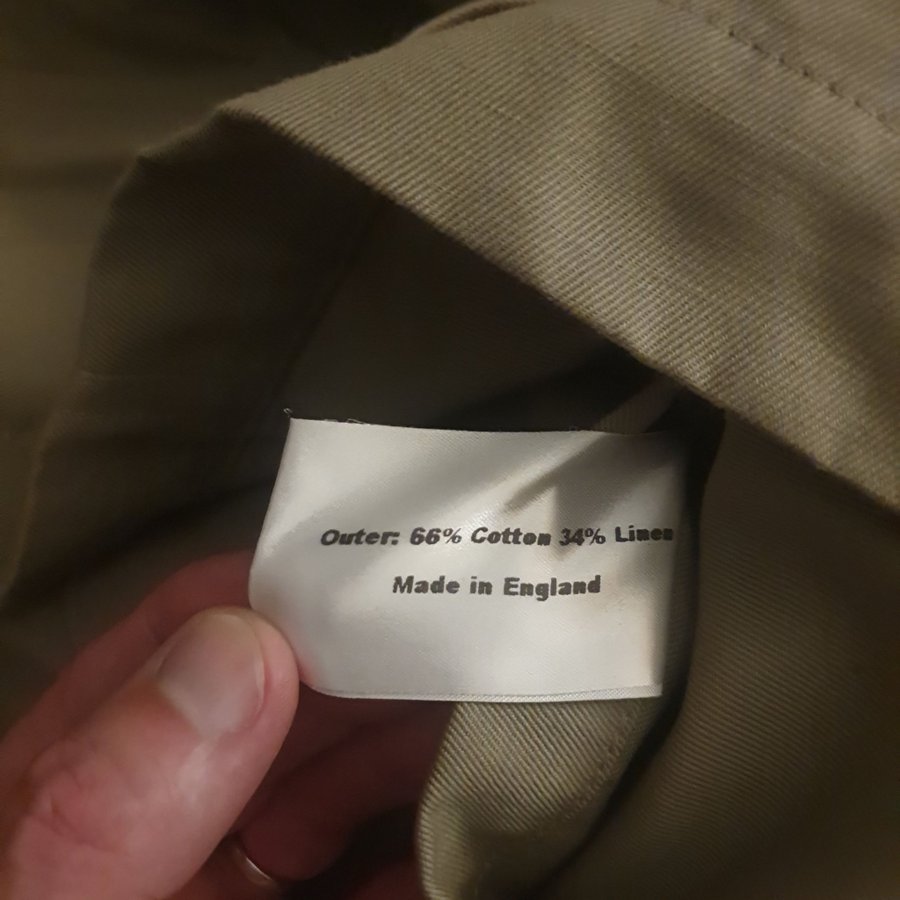 Outer: 66% Cotton 34% Linen
Made in England